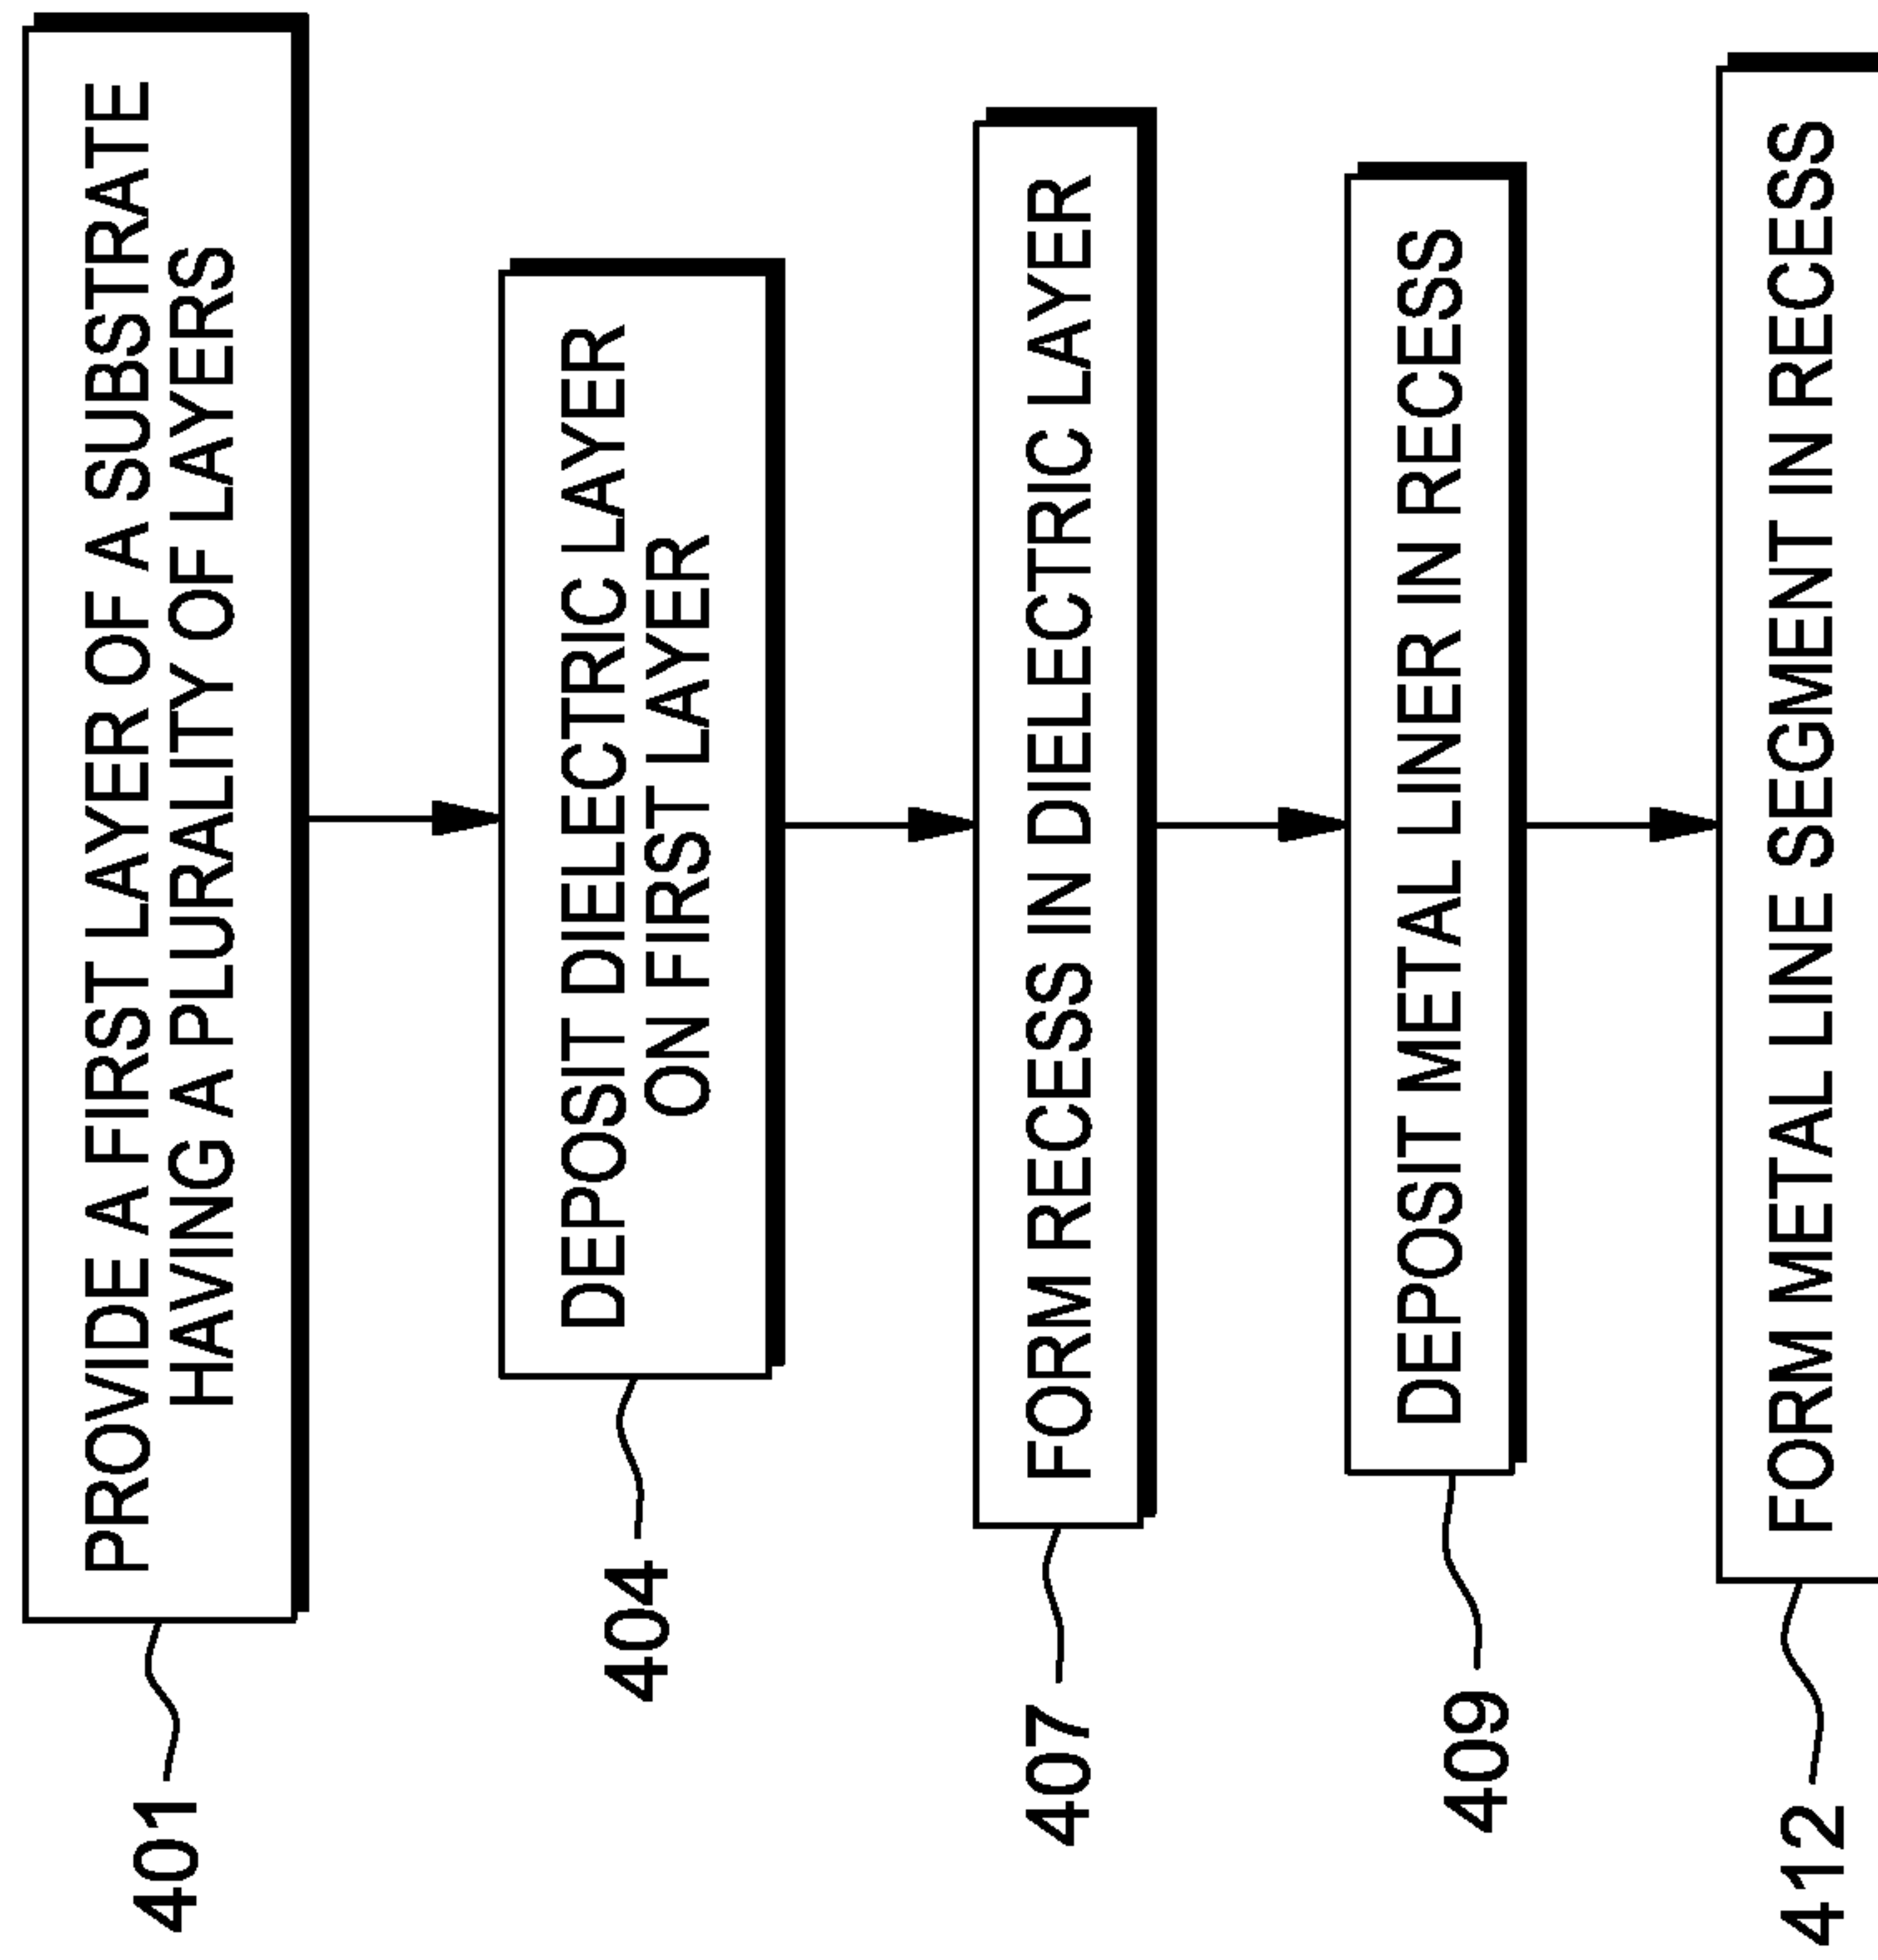 401
PROVIDE A FIRST LAYER OF A SUBSTRATE
HAVING A PLURALITY OF LAYERS
404
DEPOSIT DIELECTRIC LAYER
ON FIRST LAYER
407
FORM RECESS IN DIELECTRIC LAYER
409
DEPOSIT METAL LINER IN RECESS
412
FORM METAL LINE SEGMENT IN RECESS